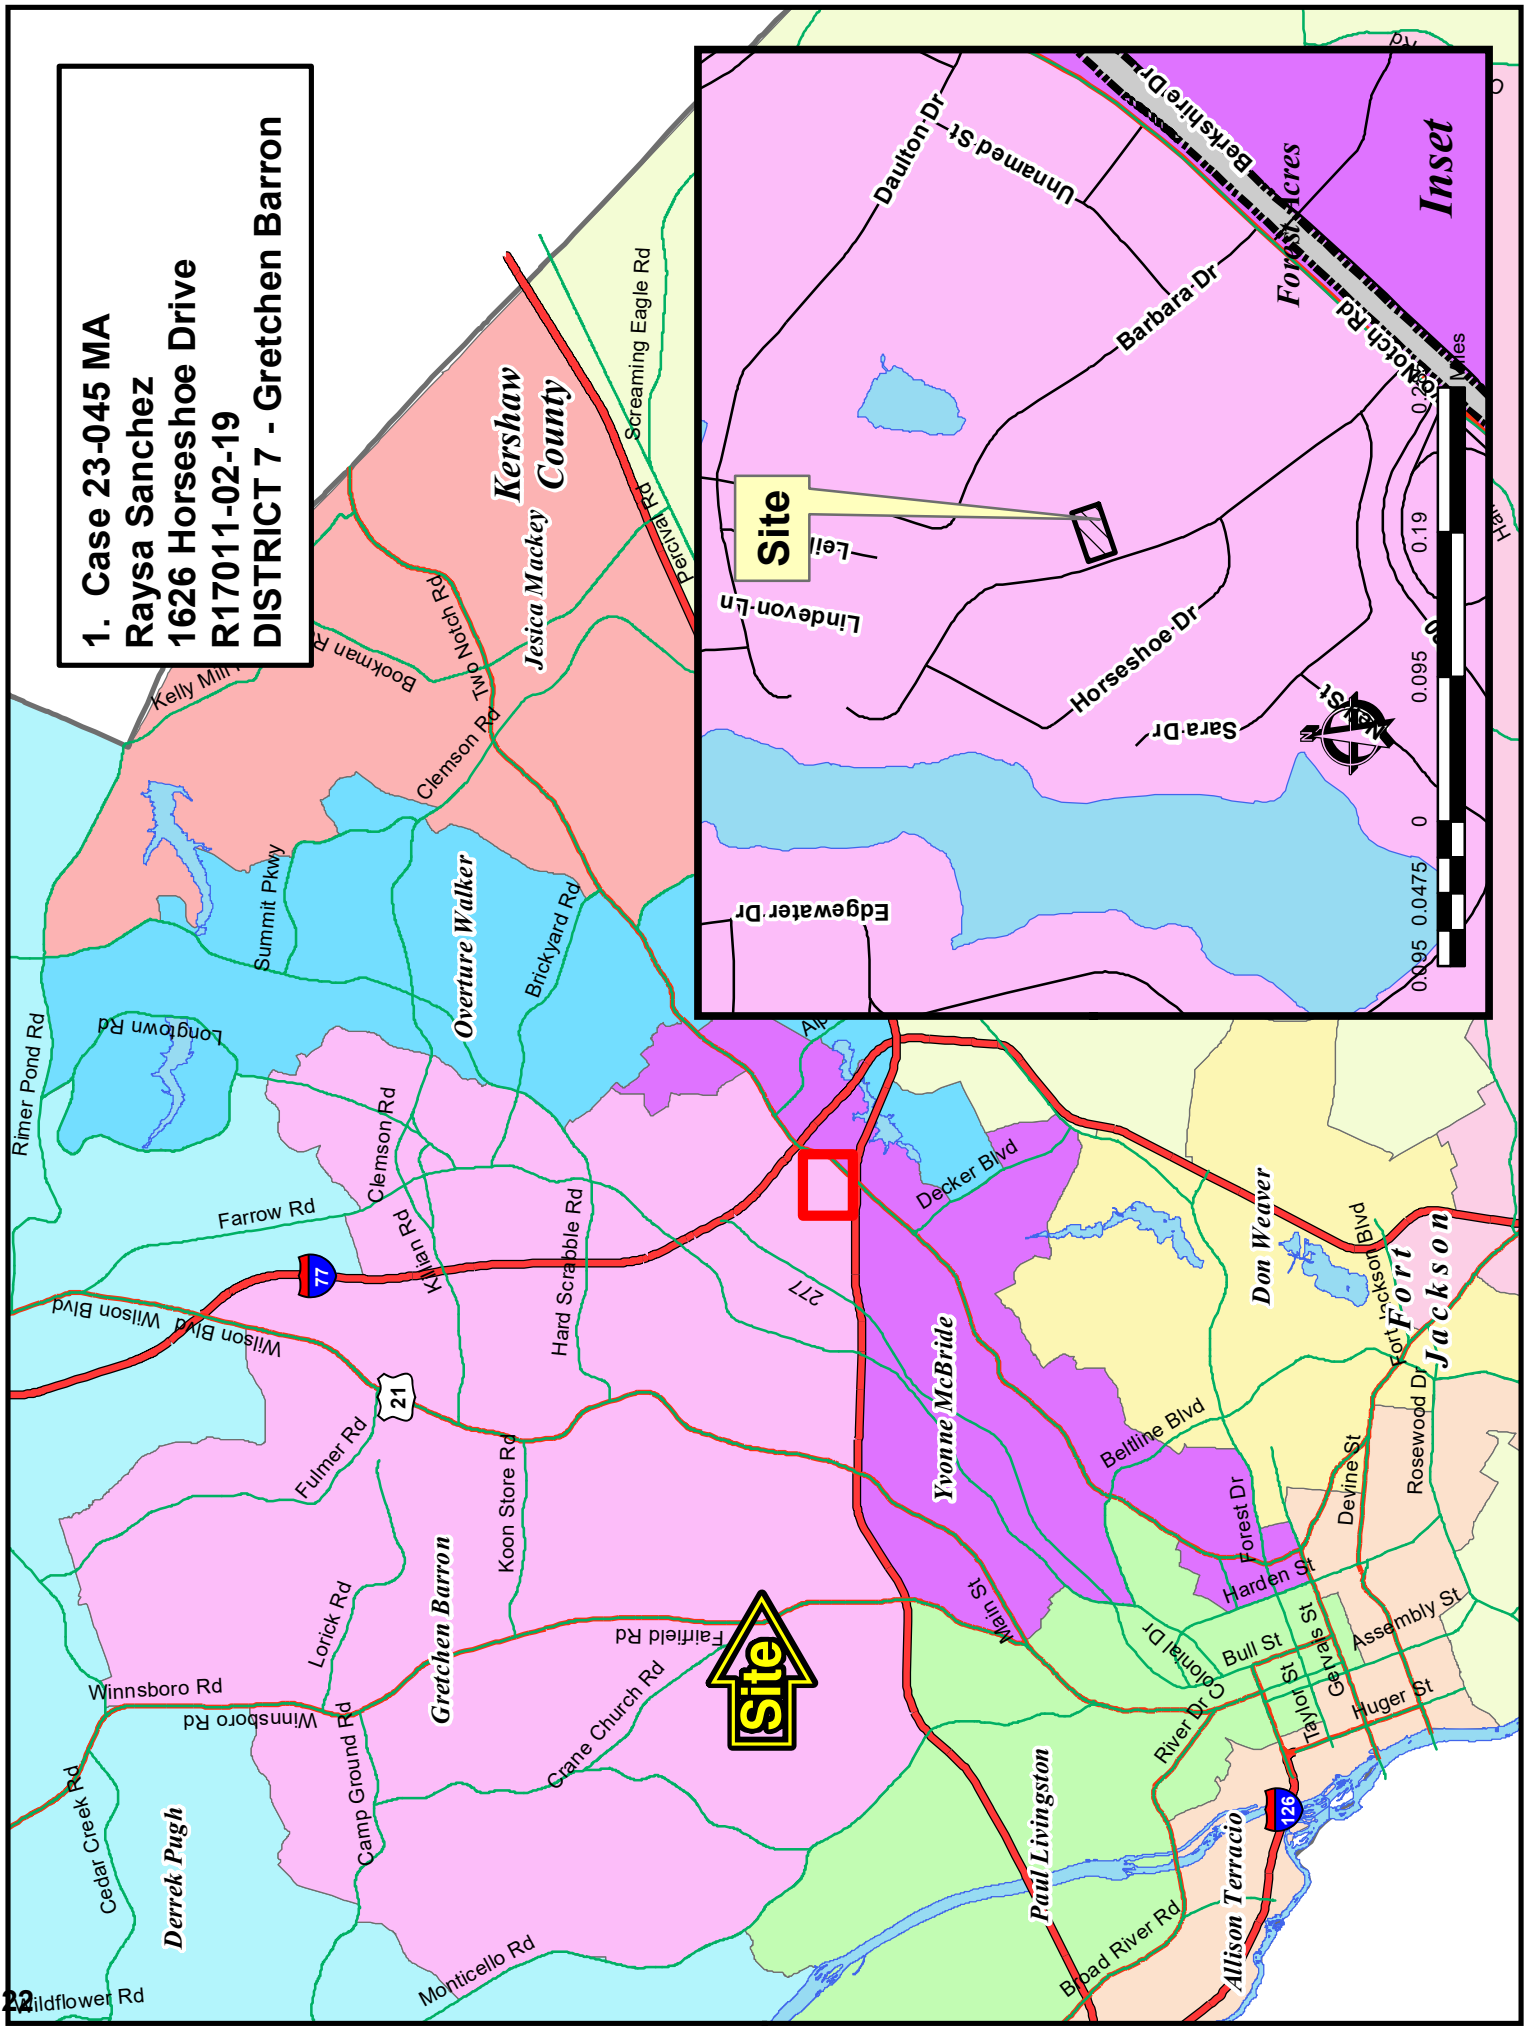 1. Case 23-045 MA
Raysa Sanchez
1626 Horseshoe Drive
R17011-02-19
DISTRICT 7 - Gretchen Barron
22
Wildflower Rd
Cedar Creek Rd
Derrek Pugh
Winnsboro Rd
Winnsboro Rd
Camp Ground Rd
Monticello Rd
Lorick Rd
Gretchen Barron
Crane Church Rd
Fairfield Rd
Koon Store Rd
Fulmer Rd
21
Wilson Blvd
Wilson Blvd
77
Farrow Rd
Rimer Pond Rd
Longtown Rd
Clemson Rd
Killian Rd
Hard Scrabble Rd
277
Summit Pkwy
Overture Walker
Brickyard Rd
Clemson Rd
Two Notch Rd
Bookman R
Kelly Mill
Kershaw
County
Jesica Mackey
Screaming Eagle Rd
Percival Rd
Site
Decker Blvd
Yvonne McBride
Beltline Blvd
Main St
Don Weaver
Fort Jackson Blvd
Fort
Jackson
Rosewood Dr
Devine St
Forest Dr
Harden St
Colonial Dr
Bull St
Taylor St
Gervais St
Assembly St
Huger St
River Dr
Paul Livingston
Broad River Rd
Allison Terracio
126
Alp
Rd
Site
Daulton Dr
Unnamed St
Barbara Dr
Berkshire Dr
Forest Acres
Inset
Leil
Lindevon Ln
Horseshoe Dr
Sara Dr
Edgewater Dr
N
0.095 0.0475 0 0.095 0.19